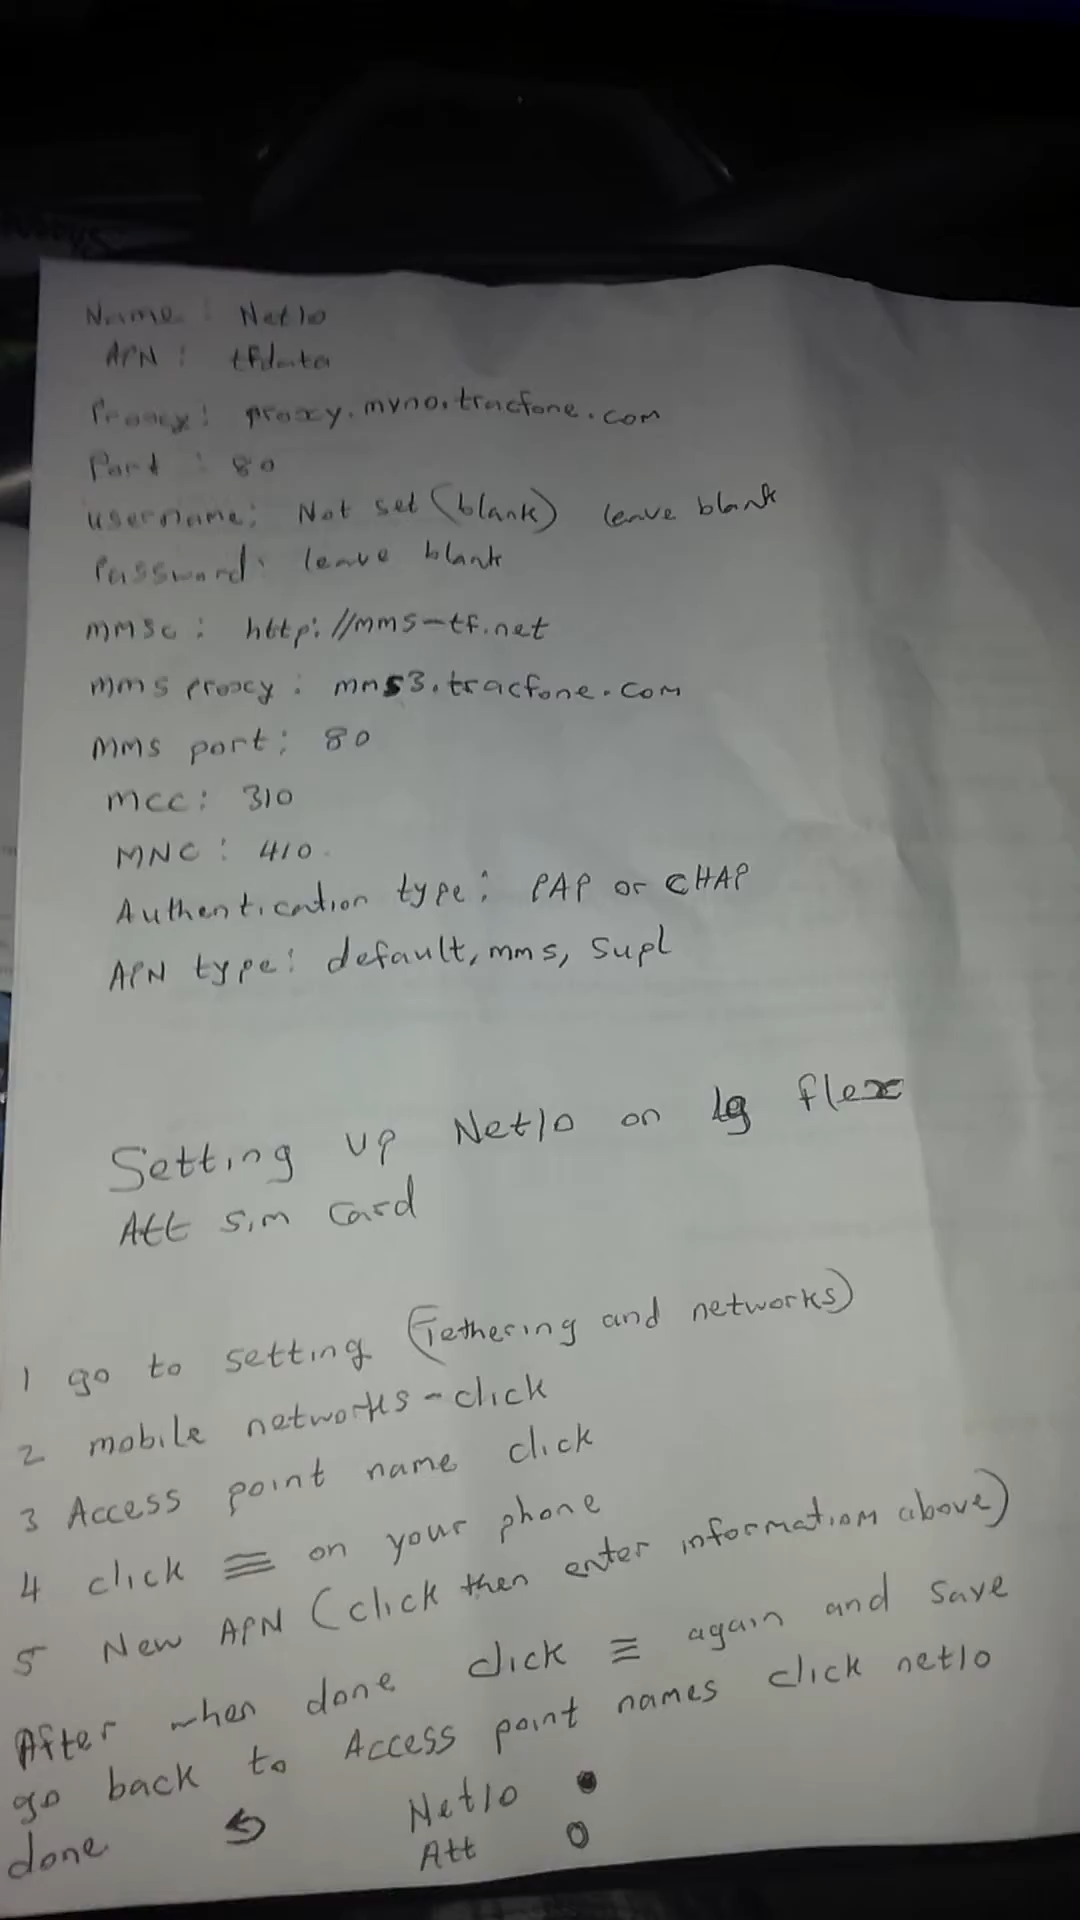 Name : Net10
APN : tfdata
Proxy : proxy.mvno.tracfone.com
Port : 80
username: Not set (blank) leave blank
Password: leave blank
mmsc : http://mms-tf.net
mms proxy : mms3.tracfone.com
mms port: 80
MCC: 310
MNC : 410
Authentication type: PAP or CHAP
APN type: default, mms, Supl
Setting up Net10 on lg flex
Att sim card
1 go to setting (Tethering and networks)
2 mobile networks - click
3 Access point name click
4 click ≡ on your phone
5 New APN (click then enter information above)
After when done click ≡ again and save
go back to Access point names click net10
done Net10
Att